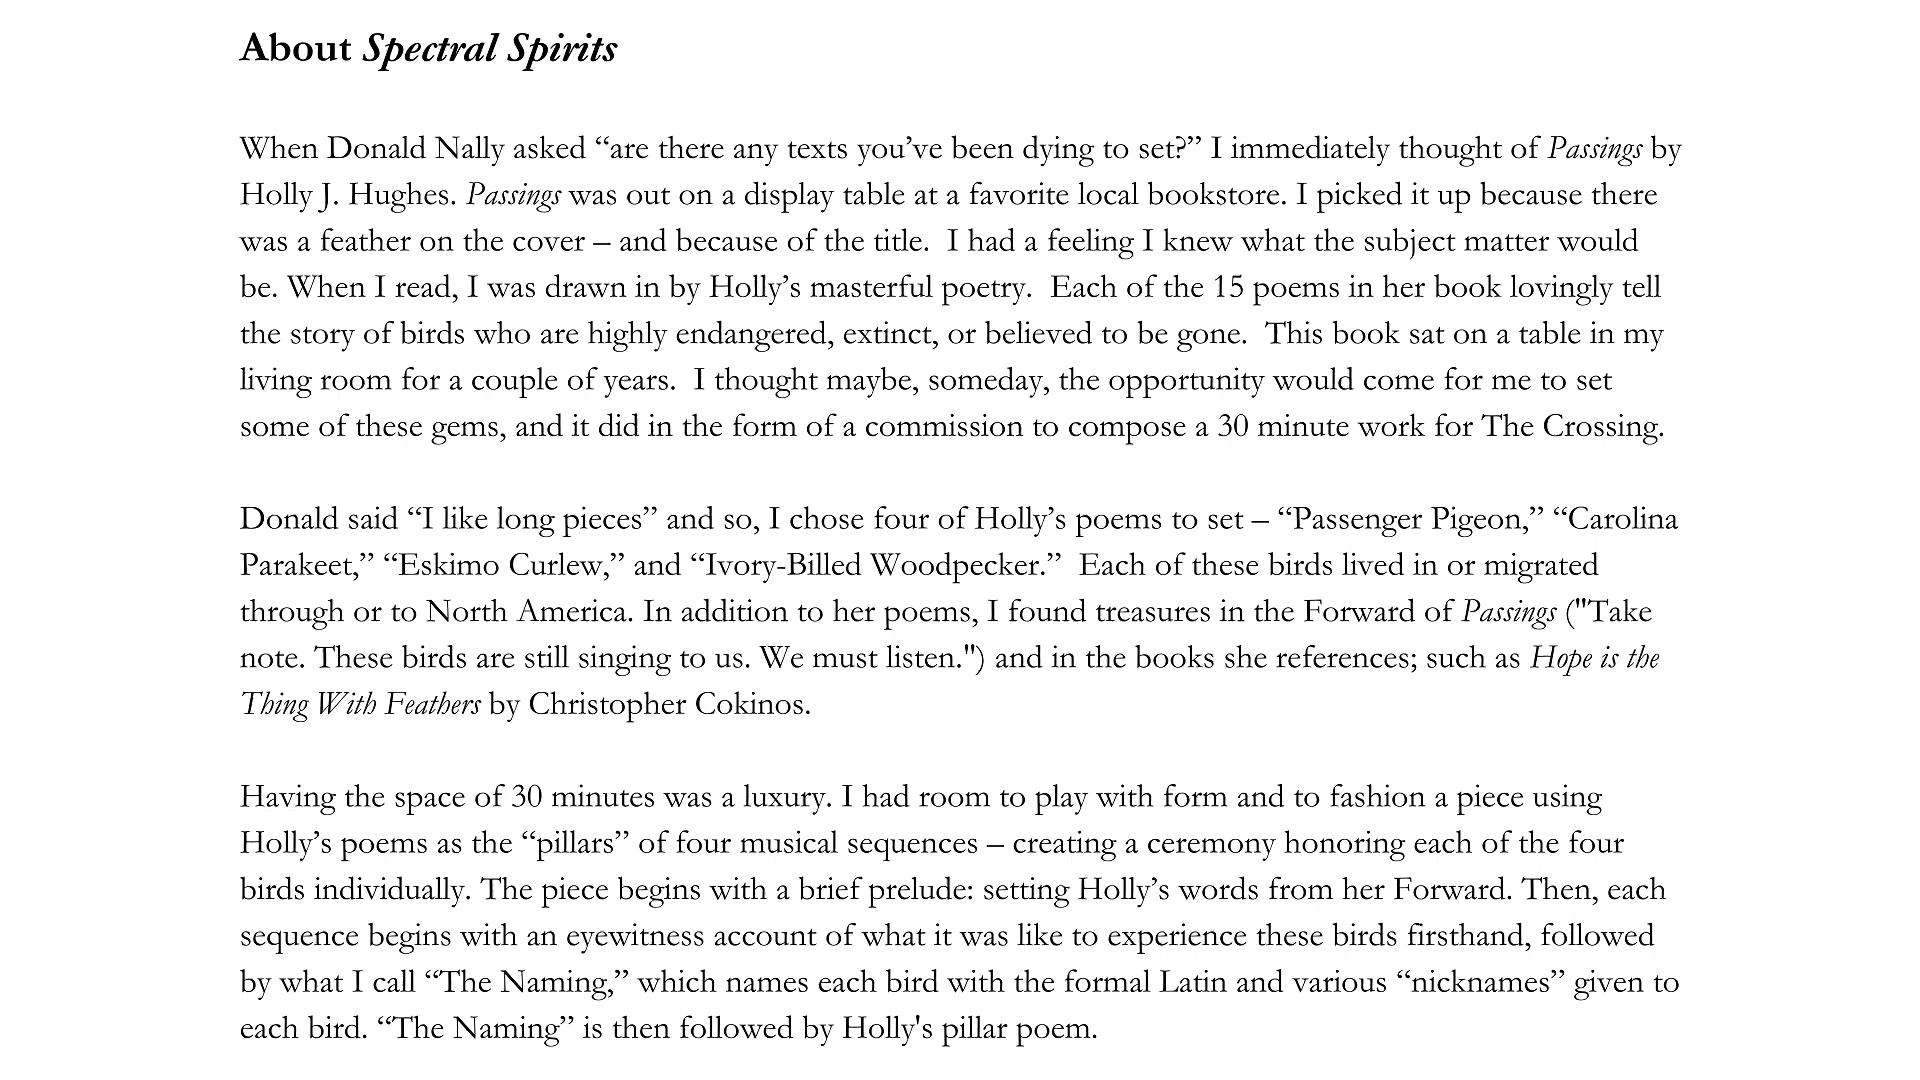 About Spectral Spirits
When Donald Nally asked “are there any texts you’ve been dying to set?” I immediately thought of Passings by
Holly J. Hughes. Passings was out on a display table at a favorite local bookstore. I picked it up because there
was a feather on the cover – and because of the title.  I had a feeling I knew what the subject matter would
be. When I read, I was drawn in by Holly’s masterful poetry.  Each of the 15 poems in her book lovingly tell
the story of birds who are highly endangered, extinct, or believed to be gone.  This book sat on a table in my
living room for a couple of years.  I thought maybe, someday, the opportunity would come for me to set
some of these gems, and it did in the form of a commission to compose a 30 minute work for The Crossing.
Donald said “I like long pieces” and so, I chose four of Holly’s poems to set – “Passenger Pigeon,” “Carolina
Parakeet,” “Eskimo Curlew,” and “Ivory-Billed Woodpecker.”  Each of these birds lived in or migrated
through or to North America. In addition to her poems, I found treasures in the Forward of Passings ("Take
note. These birds are still singing to us. We must listen.") and in the books she references; such as Hope is the
Thing With Feathers by Christopher Cokinos.
Having the space of 30 minutes was a luxury. I had room to play with form and to fashion a piece using
Holly’s poems as the “pillars” of four musical sequences – creating a ceremony honoring each of the four
birds individually. The piece begins with a brief prelude: setting Holly’s words from her Forward. Then, each
sequence begins with an eyewitness account of what it was like to experience these birds firsthand, followed
by what I call “The Naming,” which names each bird with the formal Latin and various “nicknames” given to
each bird. “The Naming” is then followed by Holly's pillar poem.